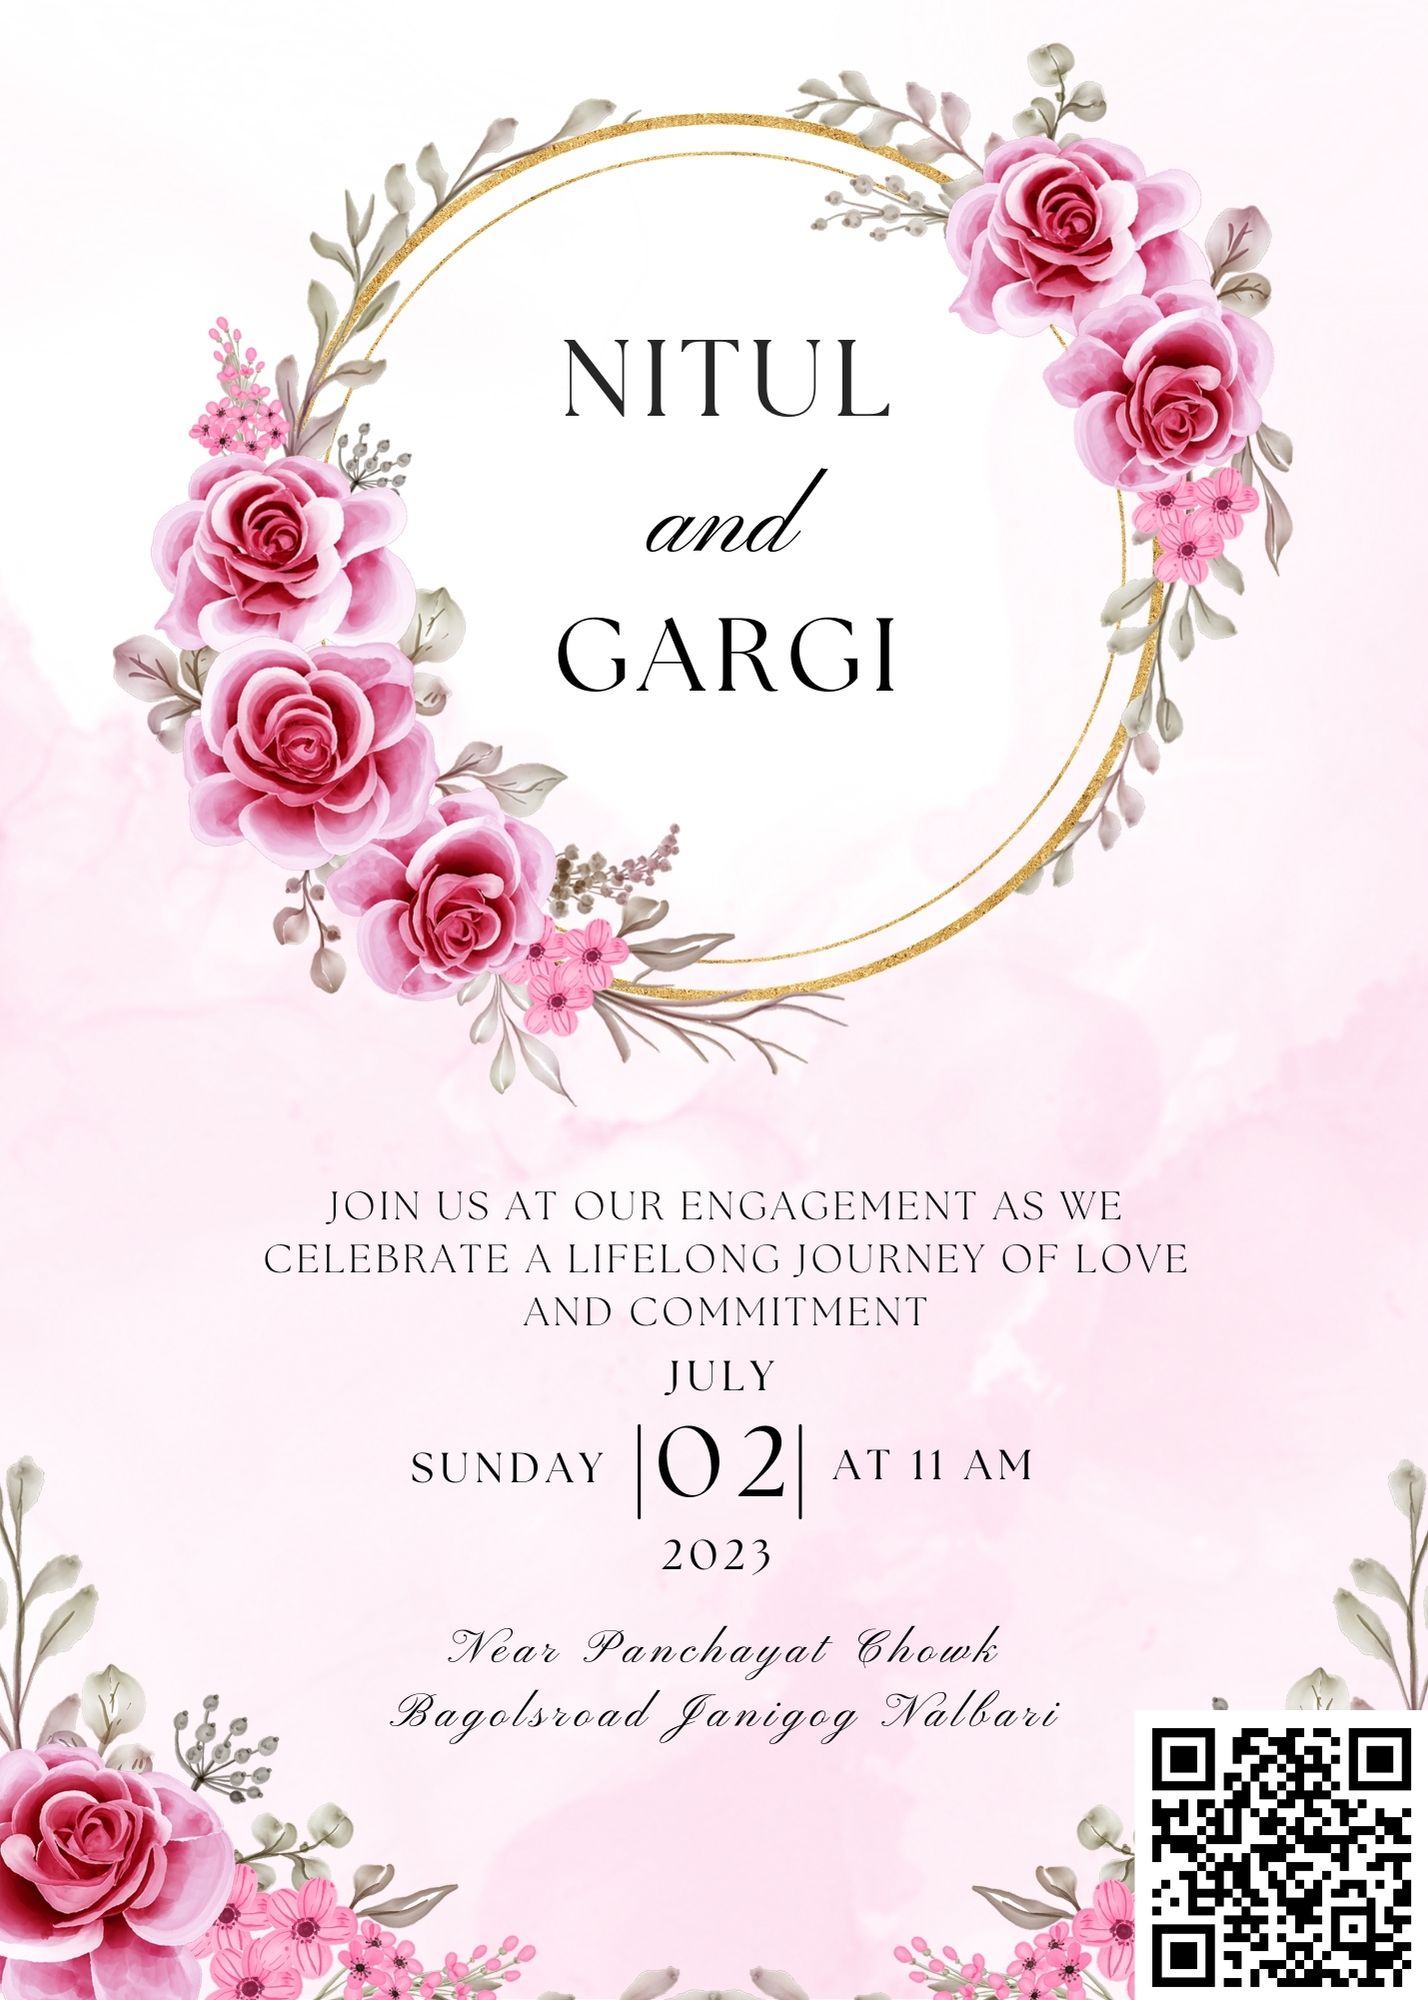 NITUL
and
GARGI
JOIN US AT OUR ENGAGEMENT AS WE
CELEBRATE A LIFELONG JOURNEY OF LOVE
AND COMMITMENT
JULY
SUNDAY |02| AT 11 AM
2023
Near Panchayat Chowk
Bagolsroad Janigog Nalbari